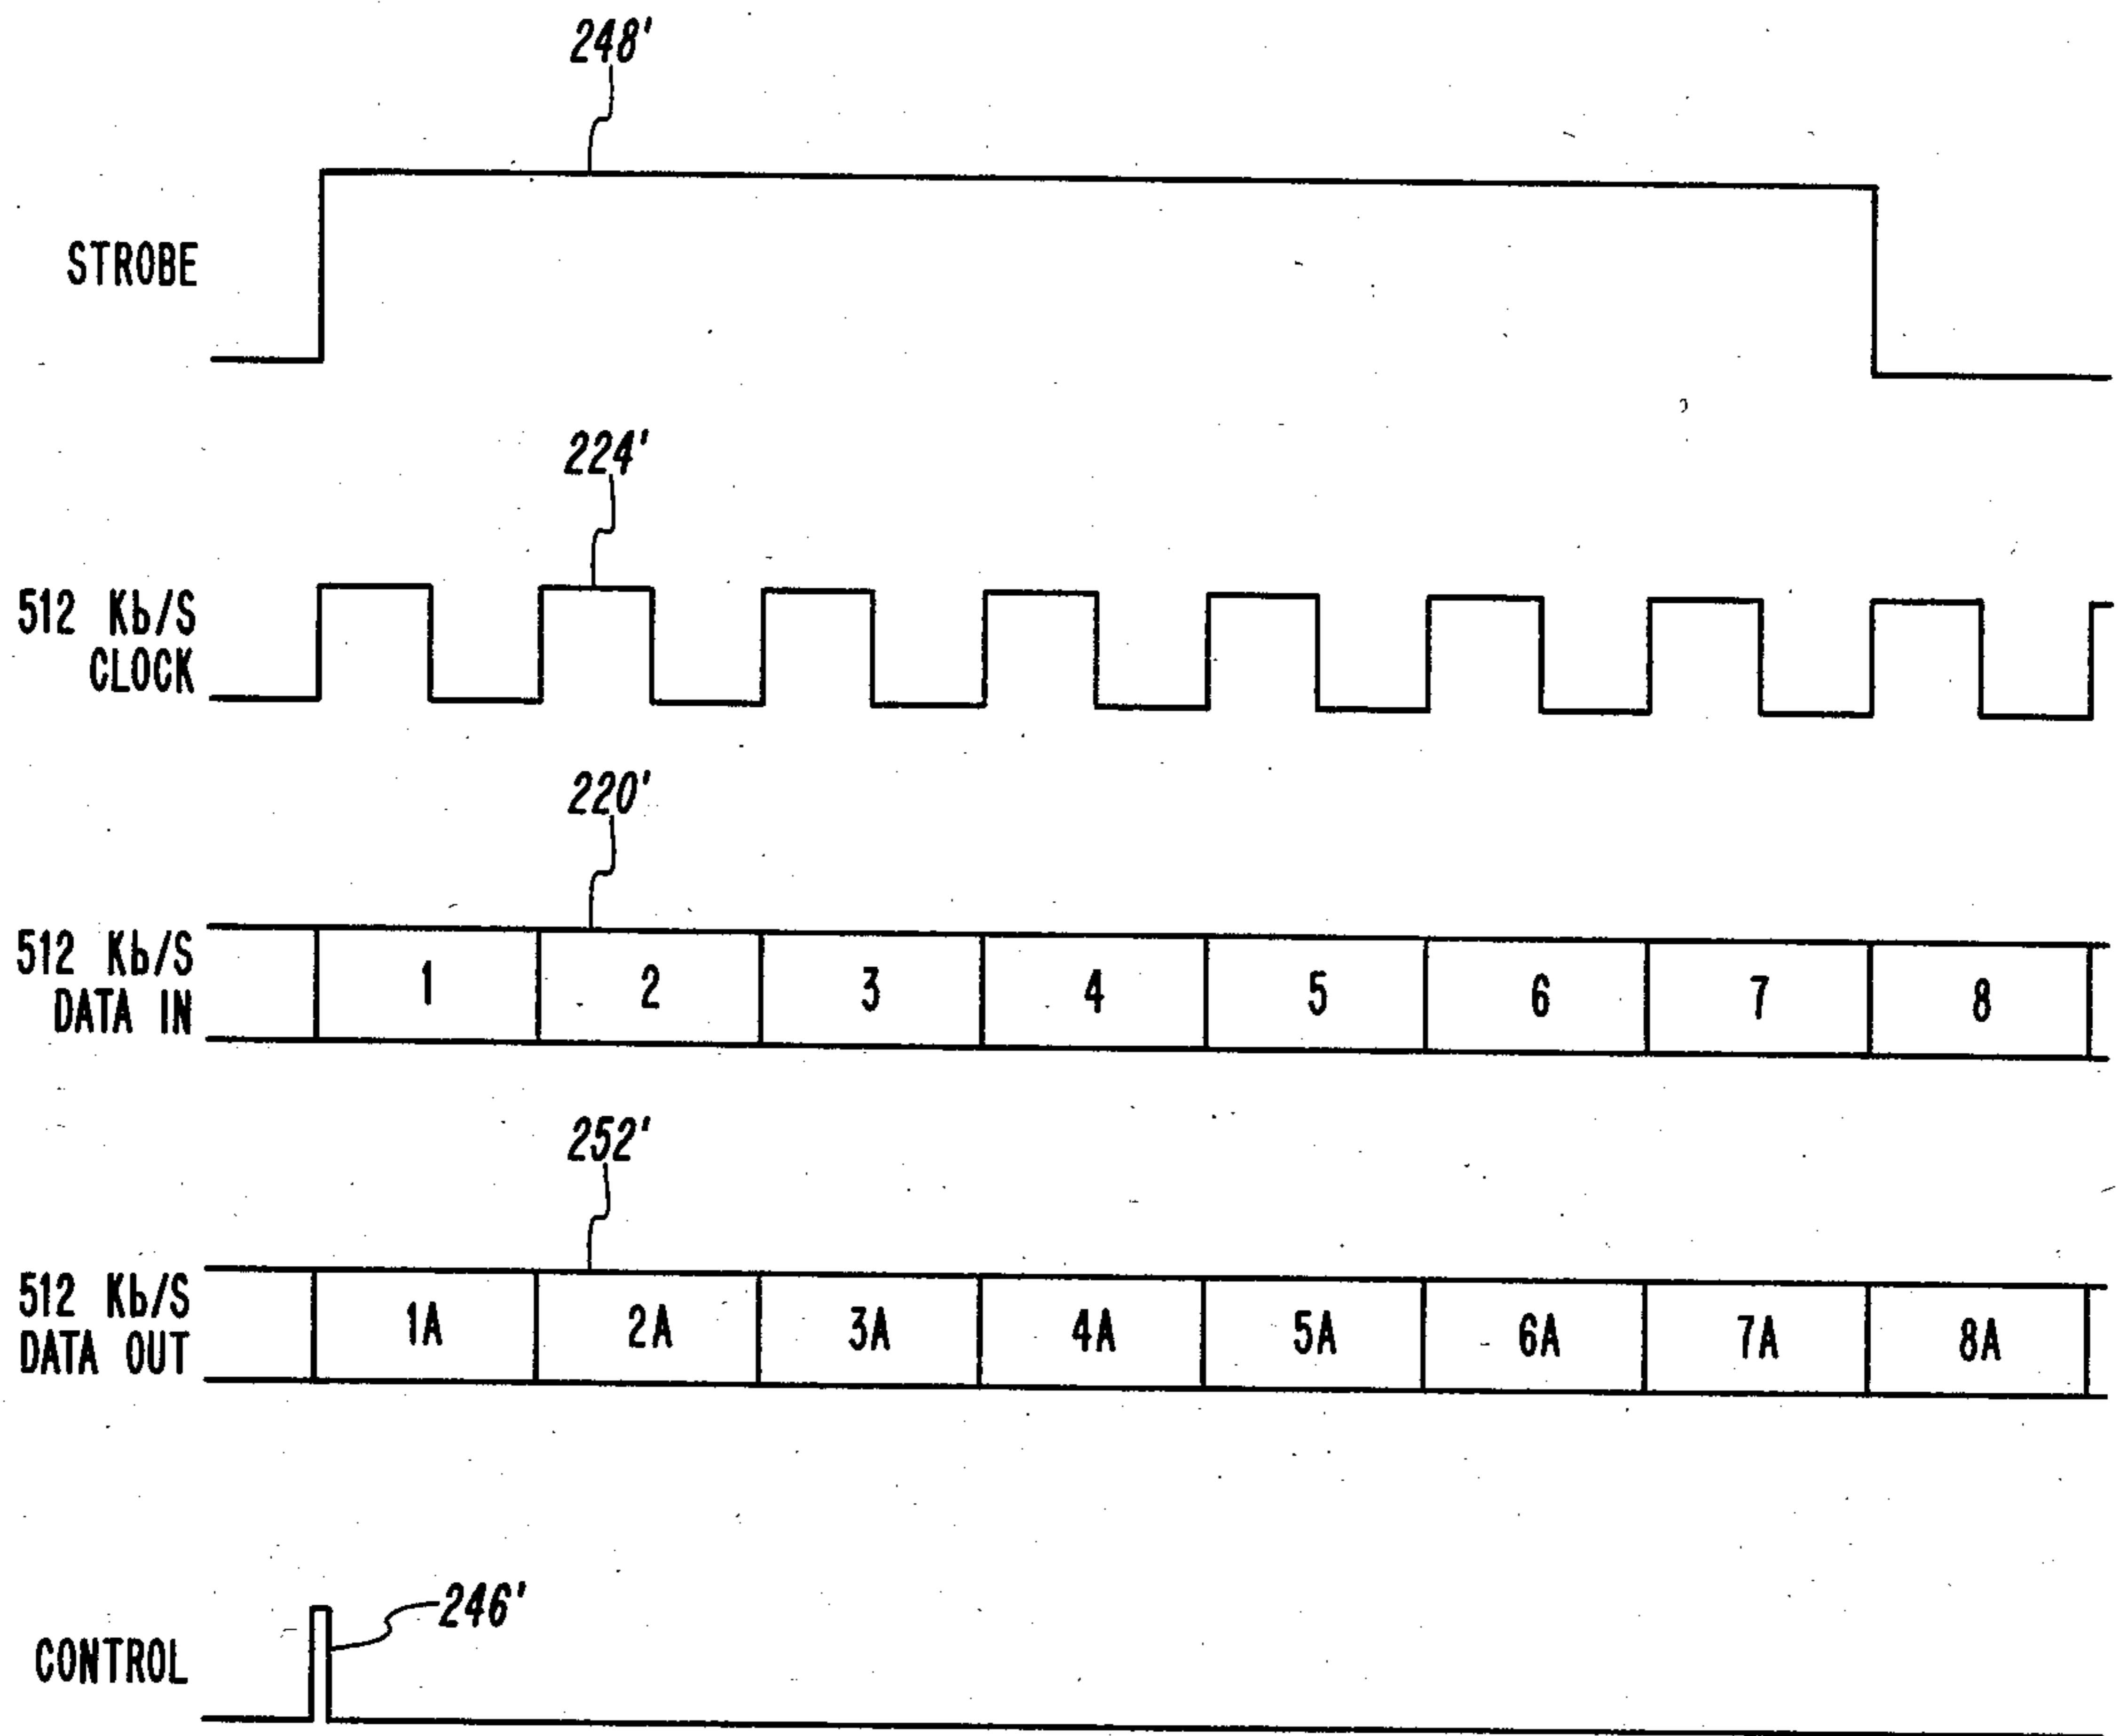 248'
STROBE
224'
512 Kb/S
CLOCK
220'
512 Kb/S
DATA IN
1 2 3 4 5 6 7 8
252'
512 Kb/S
DATA OUT
1A 2A 3A 4A 5A 6A 7A 8A
246'
CONTROL